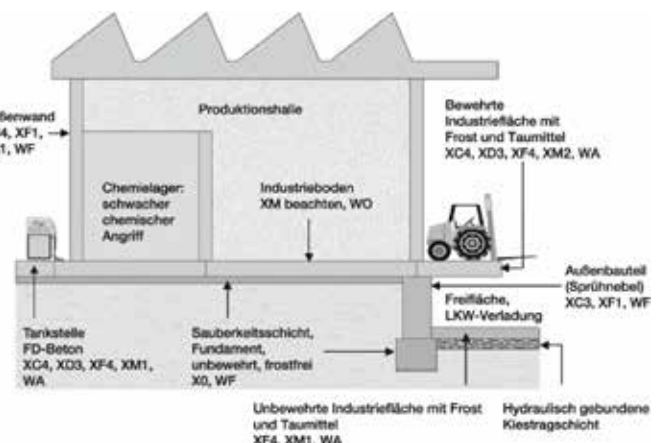 Produktionshalle
ßenwand
4, XF1,
1, WF
Bewehrte
Industriefläche mit
Frost und Taumittel
XC4, XD3, XF4, XM2, WA
Chemielager:
schwacher
chemischer
Angriff
Industrieboden
XM beachten, WO
Außenbauteil
(Sprühnebel)
XC3, XF1, WF
Freifläche,
LKW-Verladung
Tankstelle
FD-Beton
XC4, XD3, XF4, XM1,
WA
Sauberkeitsschicht,
Fundament,
unbewehrt, frostfrei
X0, WF
Unbewehrte Industriefläche mit Frost
und Taumittel
XF4, XM1, WA
Hydraulisch gebundene
Kiestragschicht